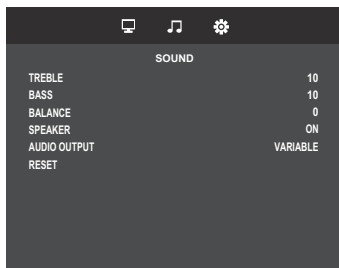 SOUND
TREBLE 10
BASS 10
BALANCE 0
SPEAKER ON
AUDIO OUTPUT VARIABLE
RESET